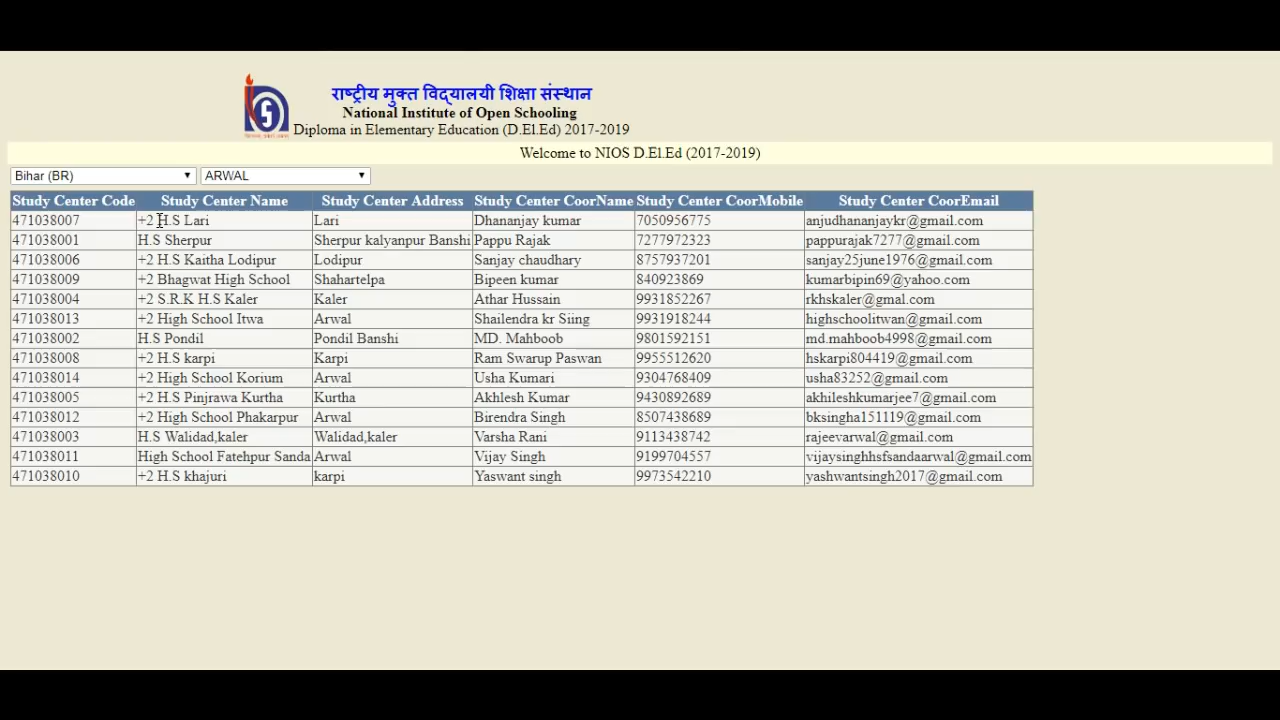 राष्ट्रीय मुक्त विद्यालयी शिक्षा संस्थान
National Institute of Open Schooling
Diploma in Elementary Education (D.El.Ed) 2017-2019
Welcome to NIOS D.El.Ed (2017-2019)
Bihar (BR) ARWAL
Study Center Code Study Center Name Study Center Address Study Center CoorName Study Center CoorMobile Study Center CoorEmail
471038007 +2 H.S Lari Lari Dhananjay kumar 7050956775 anjudhananjaykr@gmail.com
471038001 H.S Sherpur Sherpur kalyanpur Banshi Pappu Rajak 7277972323 pappurajak7277@gmail.com
471038006 +2 H.S Kaitha Lodipur Lodipur Sanjay chaudhary 8757937201 sanjay25june1976@gmail.com
471038009 +2 Bhagwat High School Shahartelpa Bipeen kumar 840923869 kumarbipin69@yahoo.com
471038004 +2 S.R.K H.S Kaler Kaler Athar Hussain 9931852267 rkhskaler@gmal.com
471038013 +2 High School Itwa Arwal Shailendra kr Siing 9931918244 highschoolitwan@gmail.com
471038002 H.S Pondil Pondil Banshi MD. Mahboob 9801592151 md.mahboob4998@gmail.com
471038008 +2 H.S karpi Karpi Ram Swarup Paswan 9955512620 hskarpi804419@gmail.com
471038014 +2 High School Korium Arwal Usha Kumari 9304768409 usha83252@gmail.com
471038005 +2 H.S Pinjrawa Kurtha Kurtha Akhlesh Kumar 9430892689 akhileshkumarjee7@gmail.com
471038012 +2 High School Phakarpur Arwal Birendra Singh 8507438689 bksingha151119@gmail.com
471038003 H.S Walidad,kaler Walidad,kaler Varsha Rani 9113438742 rajeevarwal@gmail.com
471038011 High School Fatehpur Sanda Arwal Vijay Singh 9199704557 vijaysinghhsfsandaarwal@gmail.com
471038010 +2 H.S khajuri karpi Yaswant singh 9973542210 yashwantsingh2017@gmail.com